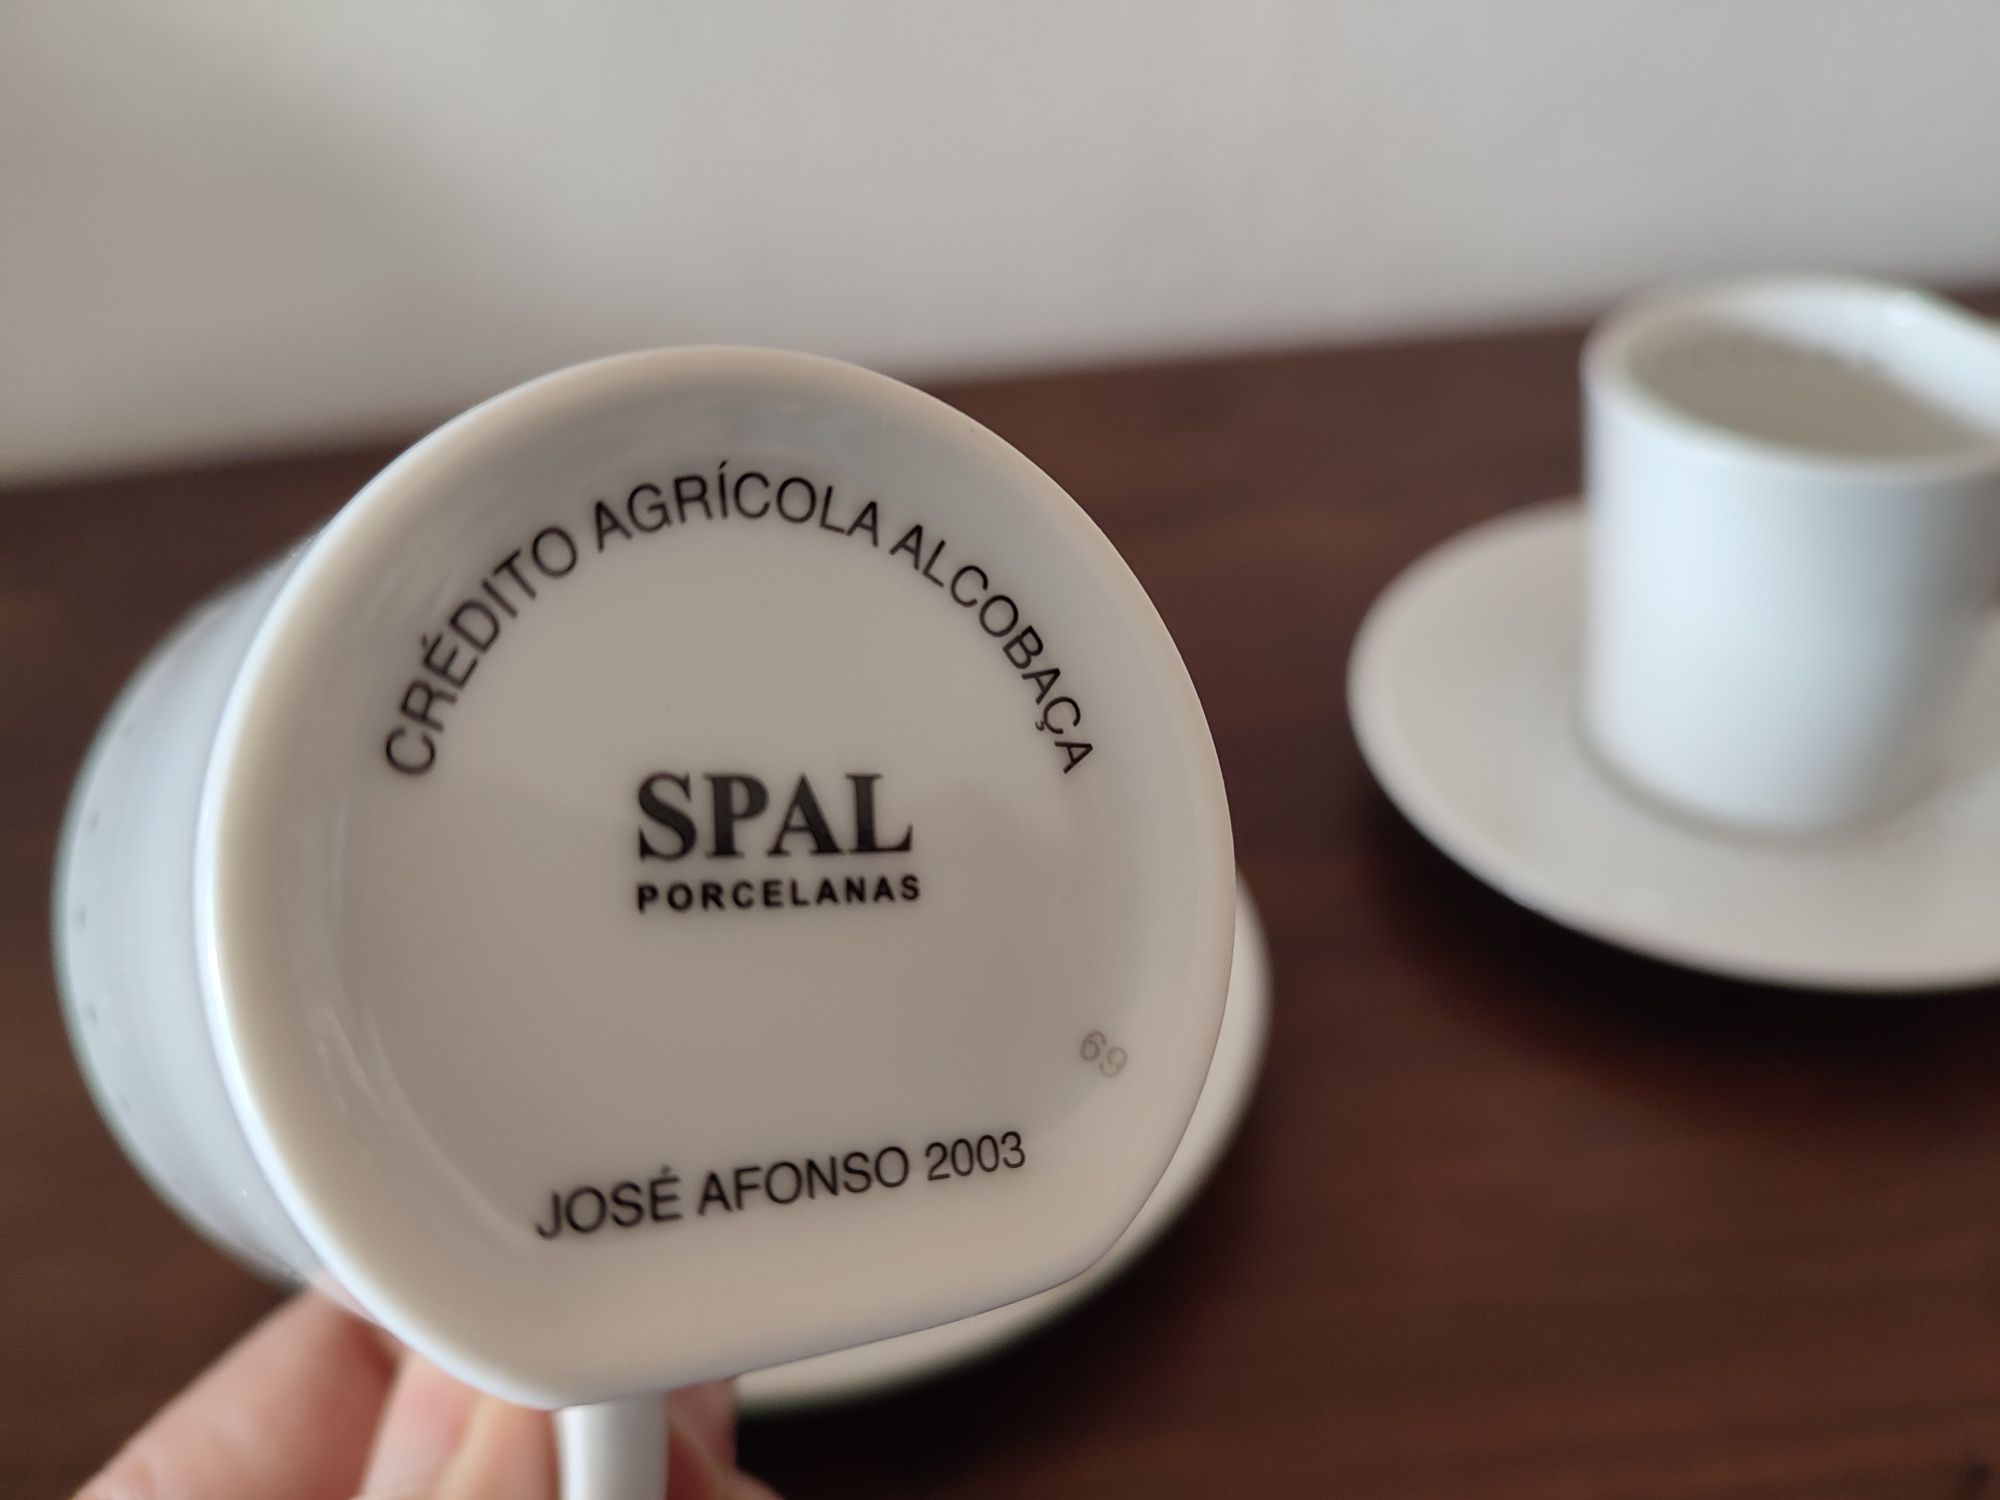 CRÉDITO AGRÍCOLA ALCOBAÇA
SPAL
PORCELANAS
69
JOSÉ AFONSO 2003